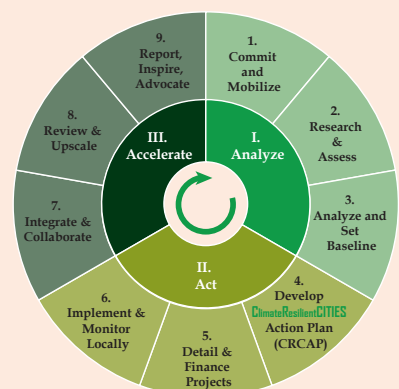 1.
Commit
and
Mobilize
2.
Research
&
Assess
3.
Analyze and
Set
Baseline
4.
Develop
ClimateResilientCITIES
Action Plan
(CRCAP)
5.
Detail &
Finance
Projects
6.
Implement &
Monitor
Locally
7.
Integrate &
Collaborate
8.
Review &
Upscale
9.
Report,
Inspire,
Advocate
I.
Analyze
II.
Act
III.
Accelerate